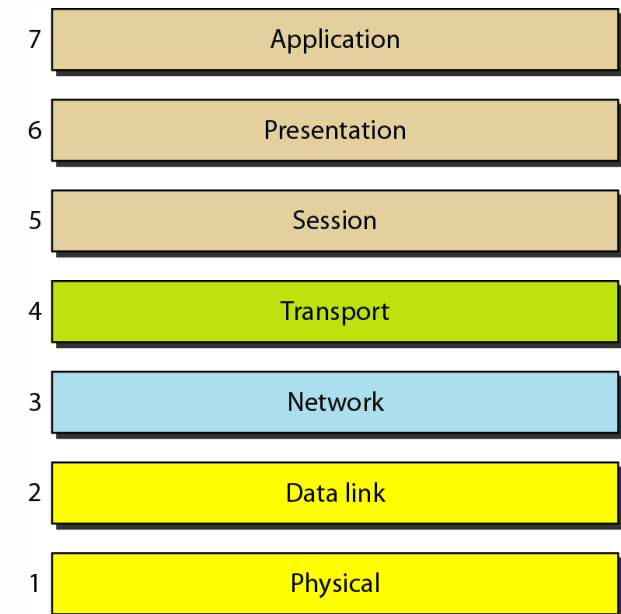 7 Application
6 Presentation
5 Session
4 Transport
3 Network
2 Data link
1 Physical